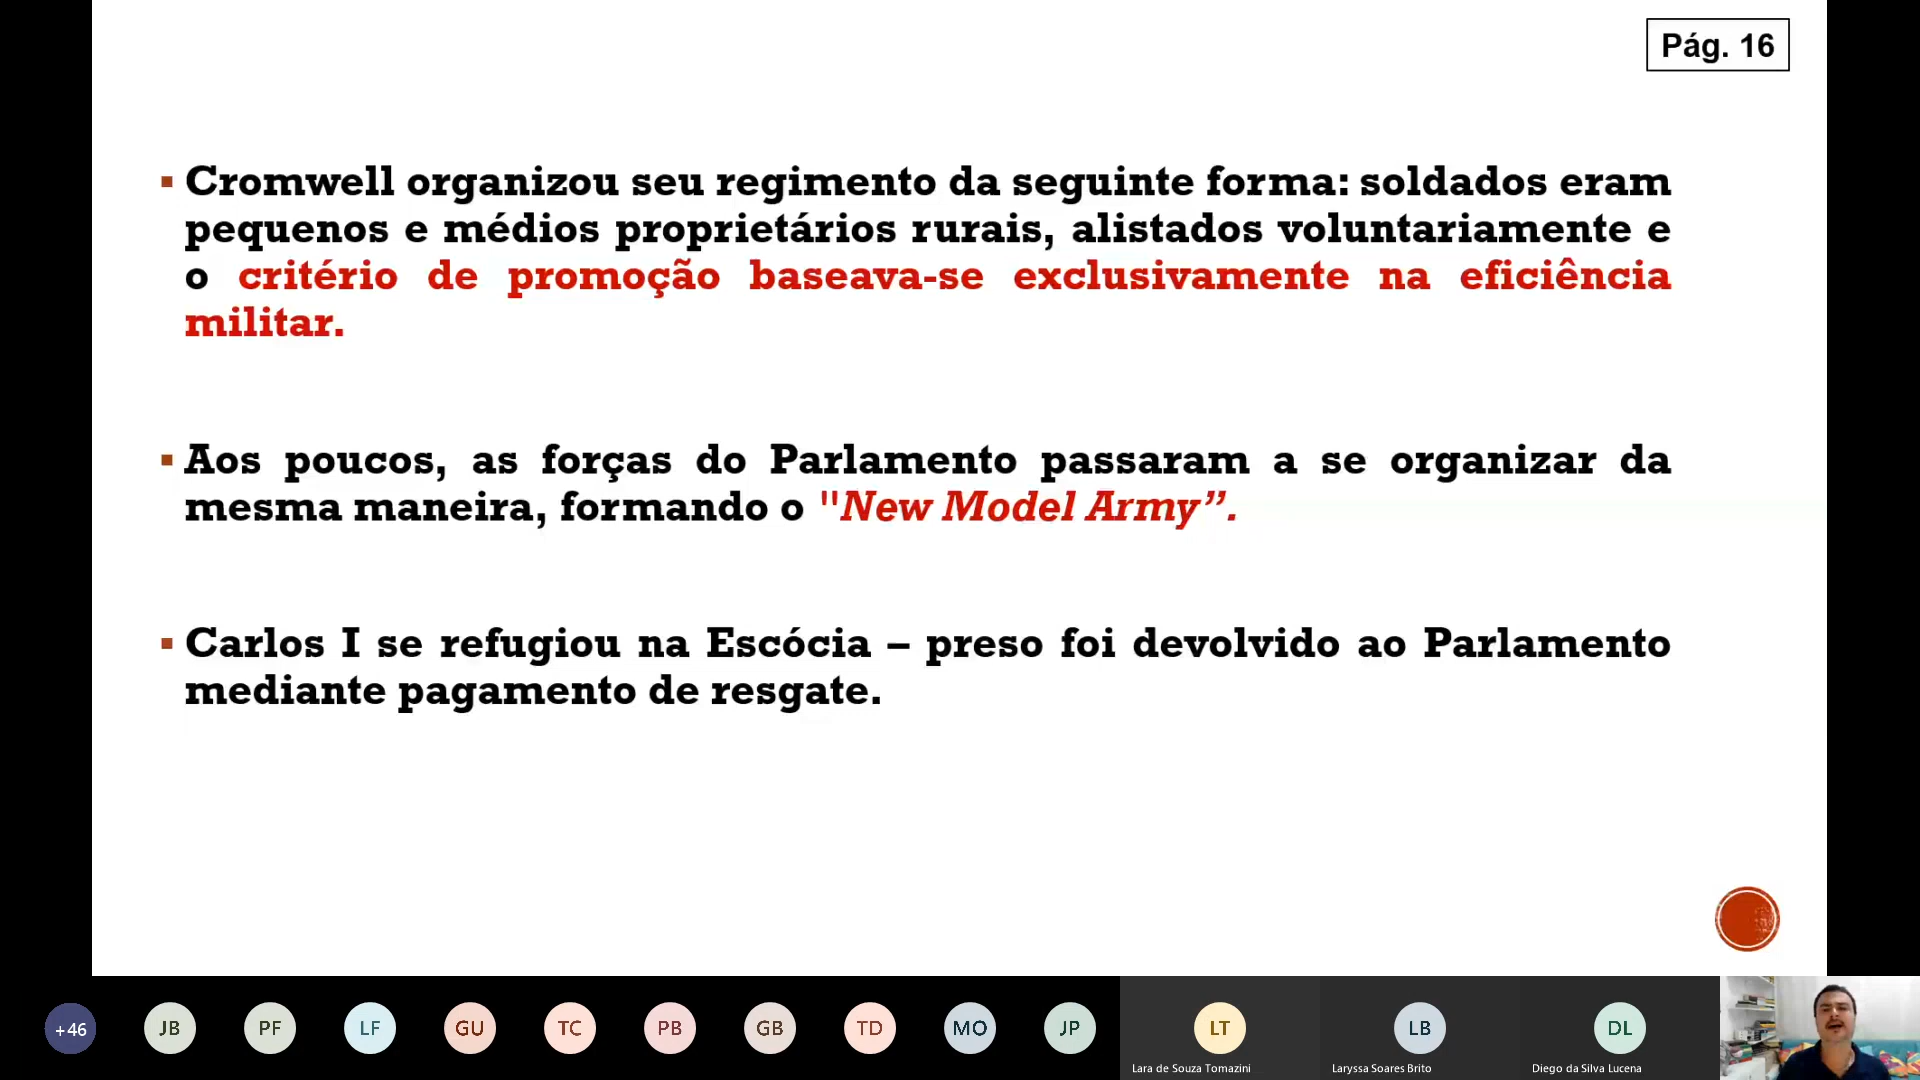 Pág. 16
▪ Cromwell organizou seu regimento da seguinte forma: soldados eram
pequenos e médios proprietários rurais, alistados voluntariamente e
o critério de promoção baseava-se exclusivamente na eficiência
militar.
▪ Aos poucos, as forças do Parlamento passaram a se organizar da
mesma maneira, formando o "New Model Army”.
▪ Carlos I se refugiou na Escócia – preso foi devolvido ao Parlamento
mediante pagamento de resgate.
+46 JB PF LF GU TC PB GB TD MO JP LT LB DL
Lara de Souza Tomazini Laryssa Soares Brito Diego da Silva Lucena